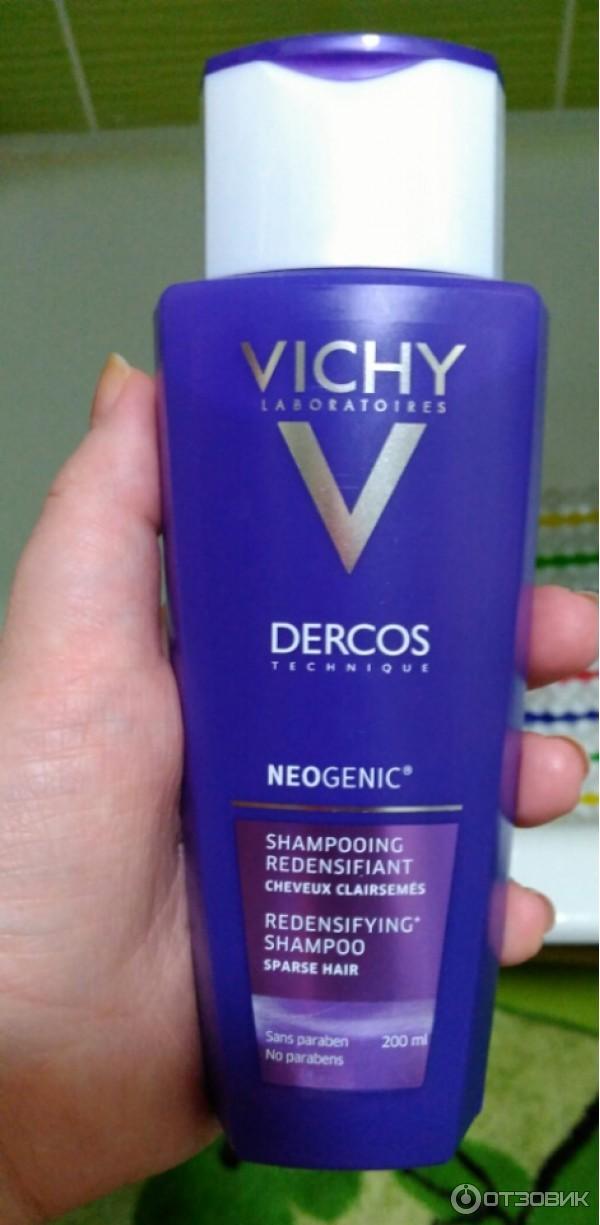 VICHY
LABORATOIRES
V
DERCOS
TECHNIQUE
NEOGENIC®
SHAMPOOING
REDENSIFIANT
CHEVEUX CLAIRSEMÉS
REDENSIFYING*
SHAMPOO
SPARSE HAIR
Sans paraben 200 ml
No parabens
ОТЗОВИК